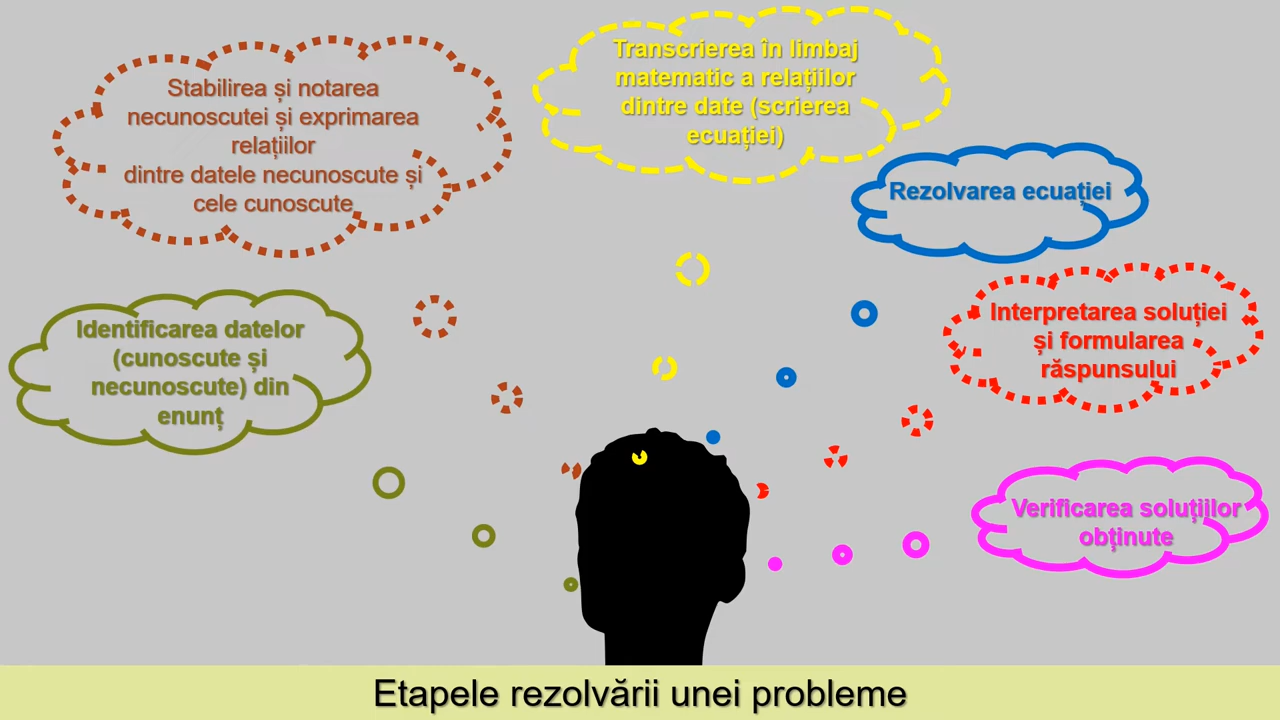 Stabilirea și notarea
necunoscutei și exprimarea
relațiilor
dintre datele necunoscute și
cele cunoscute
Transcrierea în limbaj
matematic a relațiilor
dintre date (scrierea
ecuației)
Rezolvarea ecuației
Identificarea datelor
(cunoscute și
necunoscute) din
enunț
Interpretarea soluției
și formularea
răspunsului
Verificarea soluțiilor
obținute
Etapele rezolvării unei probleme